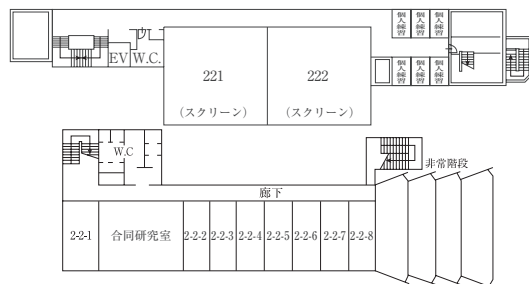 個人練習 個人練習 個人練習
EV W.C. 221 222
個人練習 個人練習 個人練習
(スクリーン) (スクリーン)
W.C
非常階段
廊下
2-2-1 合同研究室 2-2-2 2-2-3 2-2-4 2-2-5 2-2-6 2-2-7 2-2-8